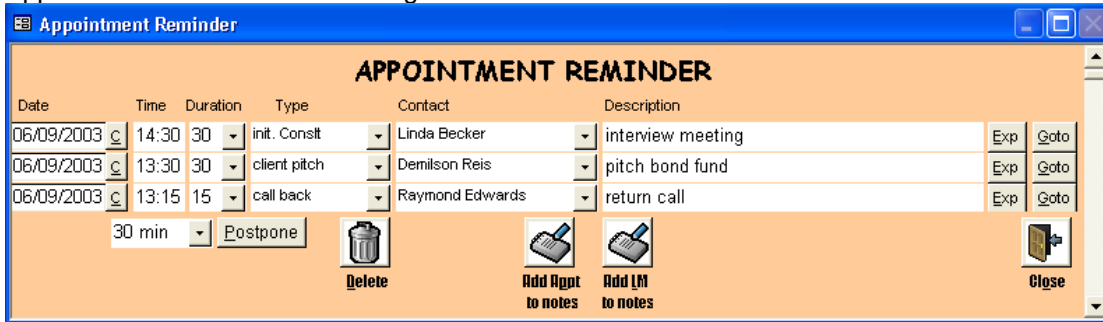 Appointment Reminder
APPOINTMENT REMINDER
Date Time Duration Type Contact Description
06/09/2003 C 14:30 30 init. Constt Linda Becker interview meeting Exp Goto
06/09/2003 C 13:30 30 client pitch Demilson Reis pitch bond fund Exp Goto
06/09/2003 C 13:15 15 call back Raymond Edwards return call Exp Goto
30 min Postpone
Delete Add Appt Add LM Close
to notes to notes